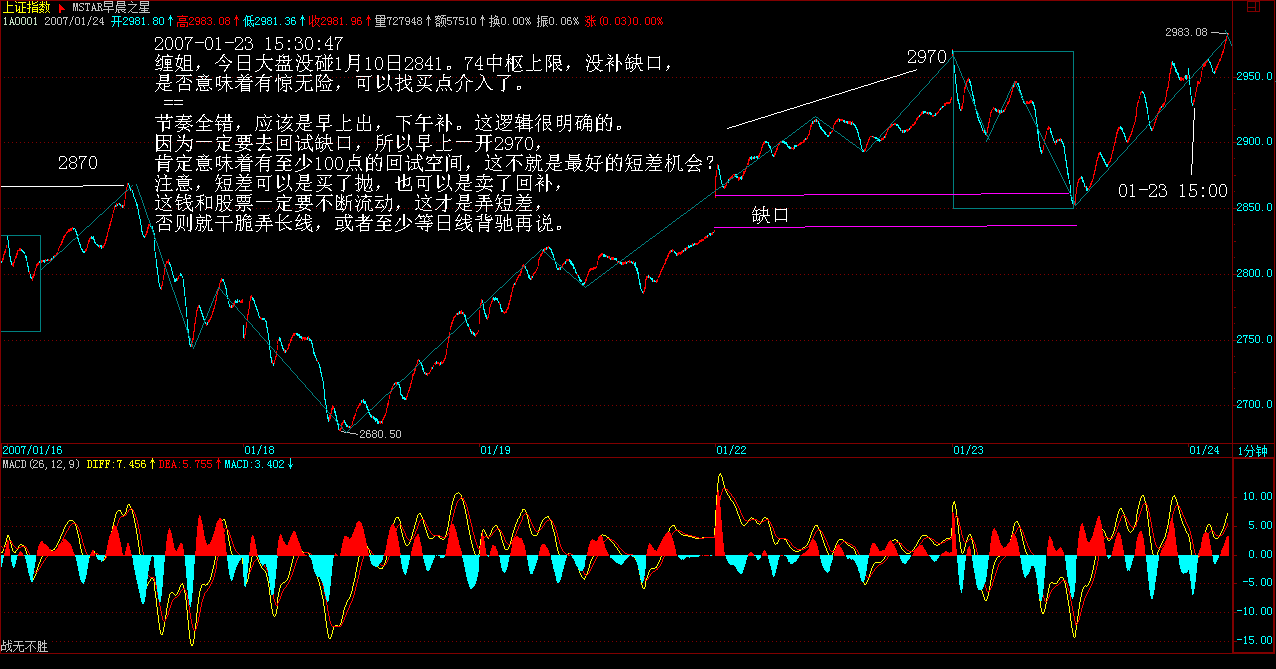 上证指数 MSTAR早晨之星
1A0001 2007/01/24 开2981.80↑高2983.08↑低2981.36↑收2981.98↑量727948↑额57510↑换0.00% 振0.06% 涨(0.03)0.00%
2007-01-23 15:30:47
缠姐，今日大盘没碰1月10日2841。74中枢上限，没补缺口，
是否意味着有惊无险，可以找买点介入了。
==
节奏全错，应该是早上出，下午补。这逻辑很明确的。
因为一定要去回试缺口，所以早上一开2970，
肯定意味着有至少100点的回试空间，这不就是最好的短差机会？
注意，短差可以是买了抛，也可以是卖了回补，
这钱和股票一定要不断流动，这才是弄短差，
否则就干脆弄长线，或者至少等日线背驰再说。
2983.08
2970
2870
01-23 15:00
缺口
2680.50
2950.0
2900.0
2850.0
2800.0
2750.0
2700.0
2007/01/16 01/18 01/19 01/22 01/23 01/24 1分钟
MACD(26,12,9) DIFF:7.456↑DEA:5.755↑MACD:3.402↓
10.00
5.00
0.00
-5.00
-10.00
-15.00
战无不胜